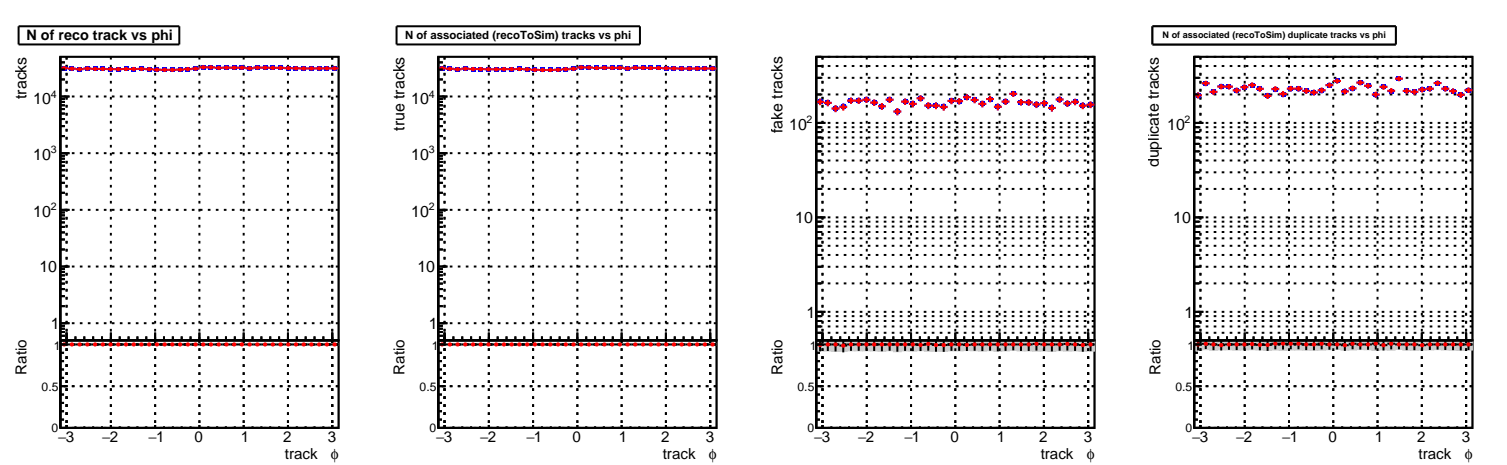 N of reco track vs phi
tracks
10⁴
10³
10²
10
1
Ratio
1
0.5
0
−3 −2 −1 0 1 2 3
track ϕ
N of associated (recoToSim) tracks vs phi
true tracks
10⁴
10³
10²
10
1
Ratio
1
0.5
0
−3 −2 −1 0 1 2 3
track ϕ
fake tracks
10²
10
1
Ratio
1
0.5
0
−3 −2 −1 0 1 2 3
track ϕ
N of associated (recoToSim) duplicate tracks vs phi
duplicate tracks
10²
10
1
Ratio
1
0.5
0
−3 −2 −1 0 1 2 3
track ϕ